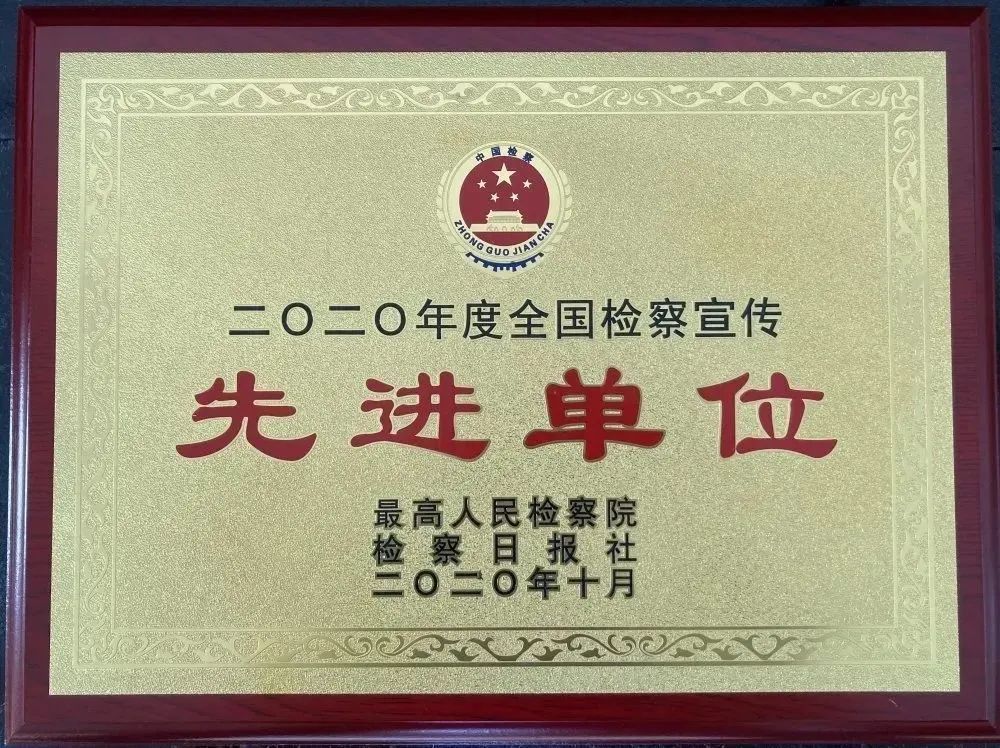 中国检察
ZHONG GUO JIAN CHA
二〇二〇年度全国检察宣传
先进单位
最高人民检察院
检察日报社
二〇二〇年十月